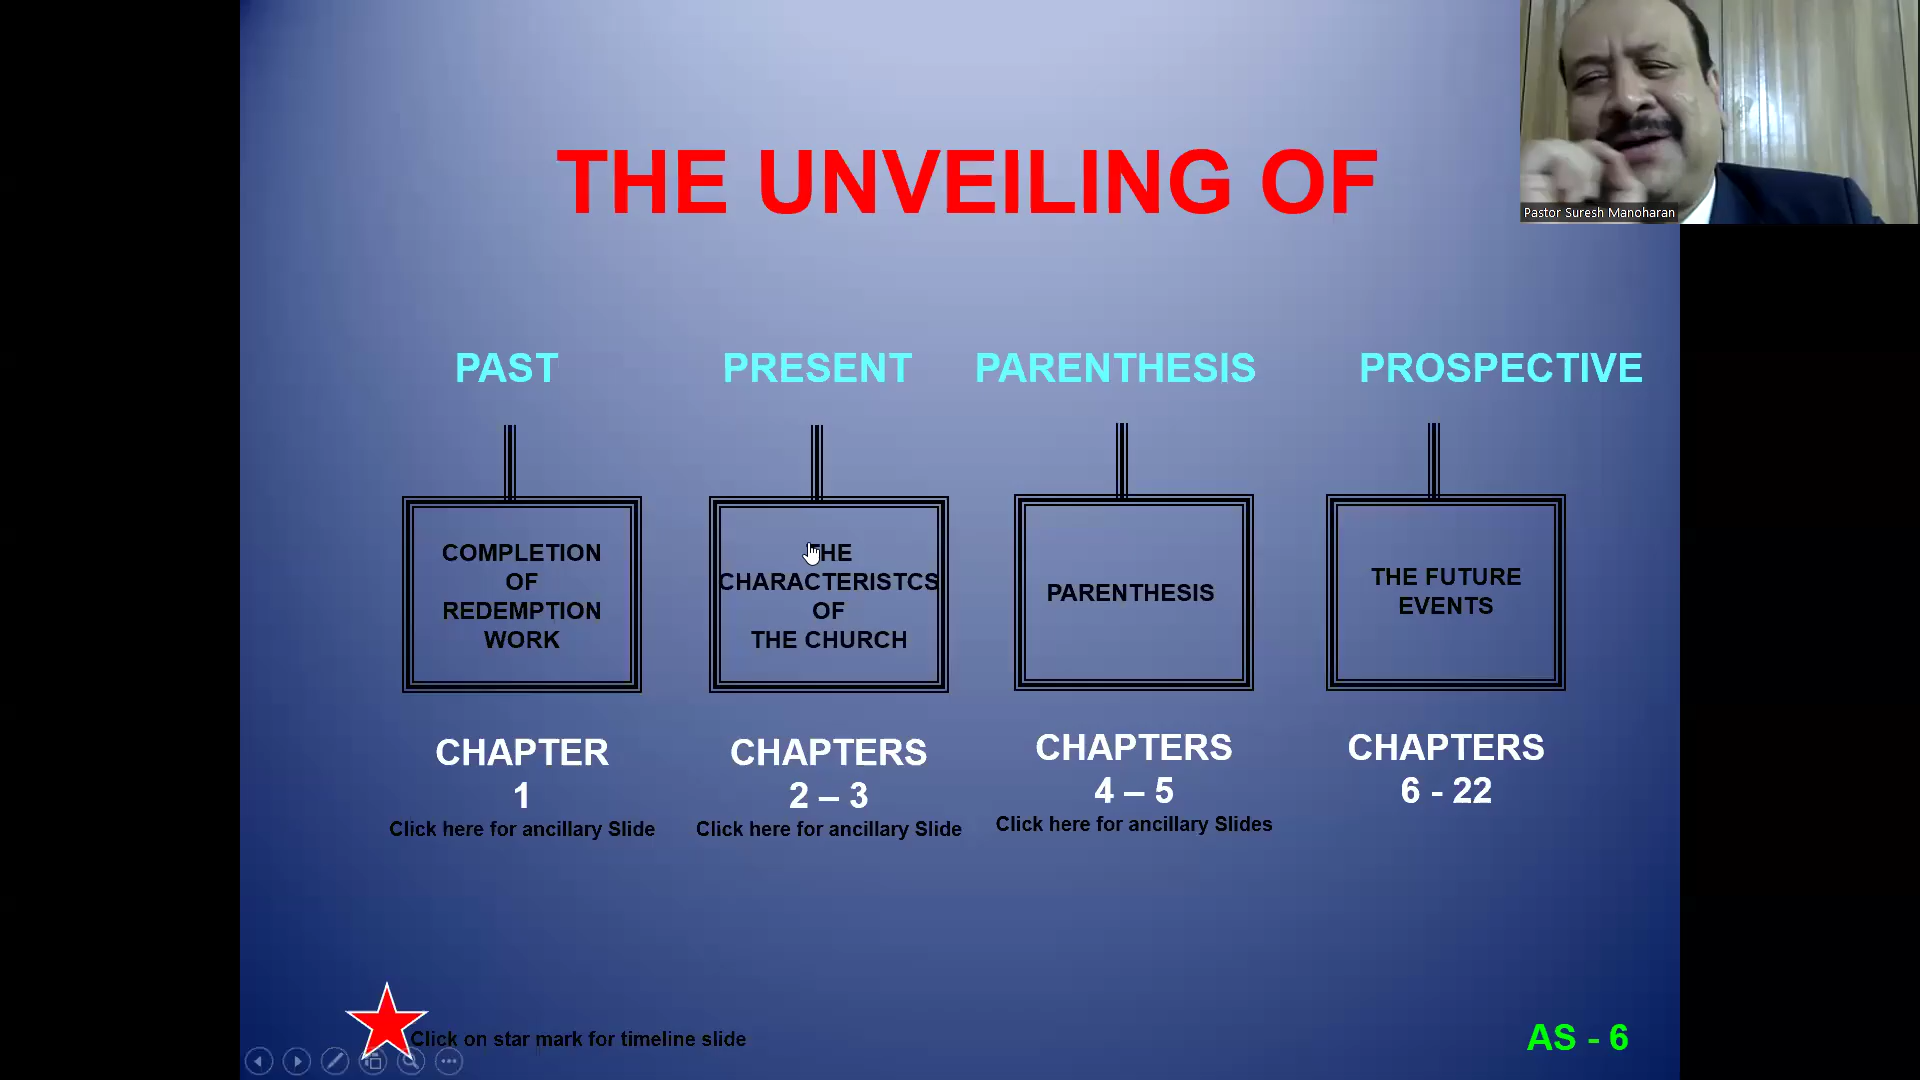 THE UNVEILING OF
Pastor Suresh Manoharan
PAST
PRESENT
PARENTHESIS
PROSPECTIVE
COMPLETION
OF
REDEMPTION
WORK
THE
CHARACTERISTCS
OF
THE CHURCH
PARENTHESIS
THE FUTURE
EVENTS
CHAPTER
1
Click here for ancillary Slide
CHAPTERS
2 – 3
Click here for ancillary Slide
CHAPTERS
4 – 5
Click here for ancillary Slides
CHAPTERS
6 - 22
Click on star mark for timeline slide
AS - 6